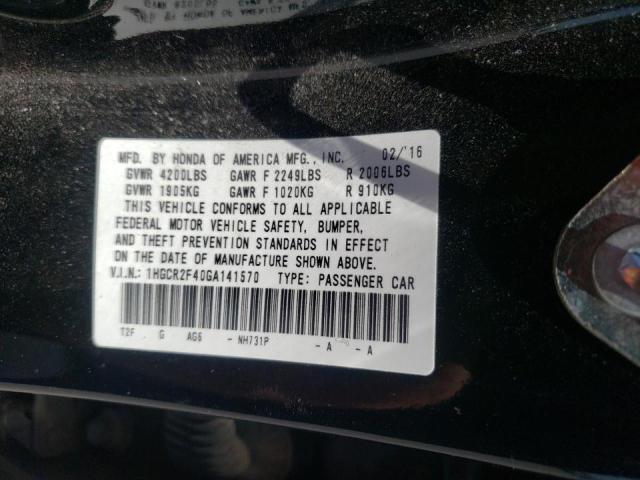 MFD. BY HONDA OF AMERICA MFG., INC. 02/'16
GVWR 4200LBS GAWR F 2249LBS R 2006LBS
GVWR 1905KG GAWR F 1020KG R 910KG
THIS VEHICLE CONFORMS TO ALL APPLICABLE
FEDERAL MOTOR VEHICLE SAFETY, BUMPER,
AND THEFT PREVENTION STANDARDS IN EFFECT
ON THE DATE OF MANUFACTURE SHOWN ABOVE.
V.I.N.: 1HGCR2F40GA141570 TYPE: PASSENGER CAR
T2F G AG6 - NH731P - A - A